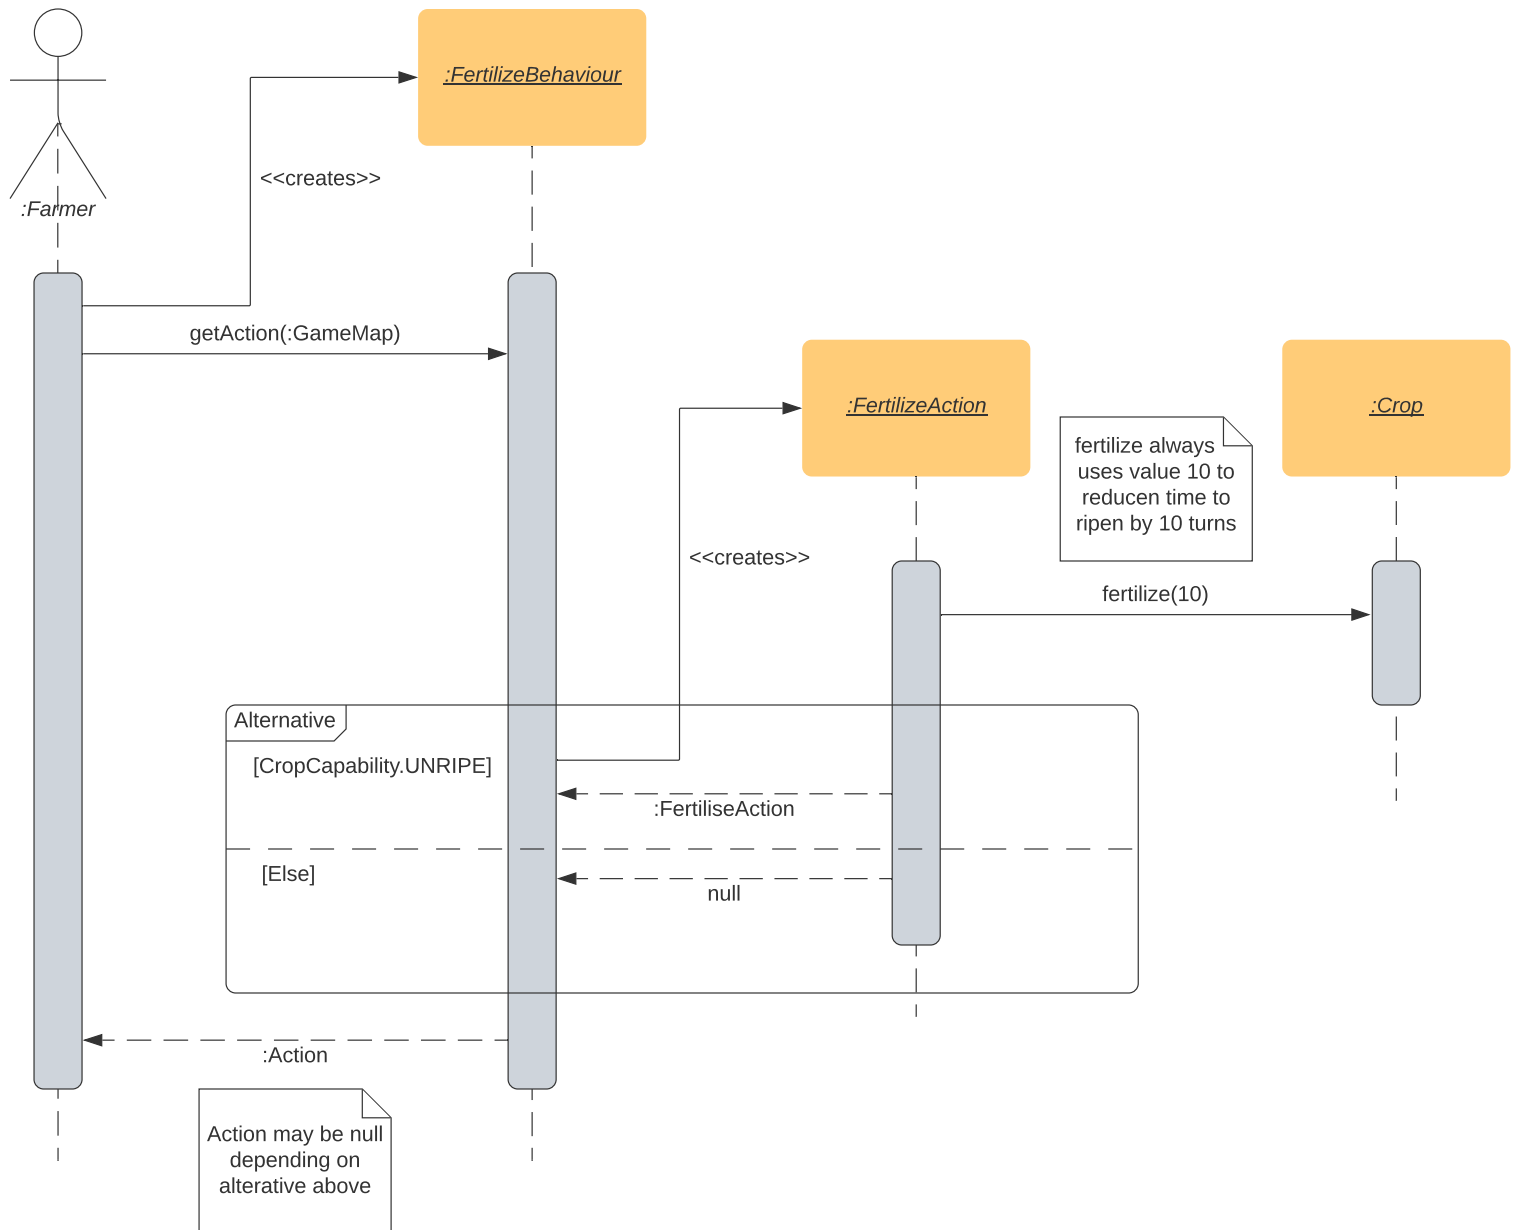 :FertilizeBehaviour
<<creates>>
:Farmer
getAction(:GameMap)
:FertilizeAction
:Crop
fertilize always
uses value 10 to
reducen time to
ripen by 10 turns
<<creates>>
fertilize(10)
Alternative
[CropCapability.UNRIPE]
:FertiliseAction
[Else]
null
:Action
Action may be null
depending on
alterative above